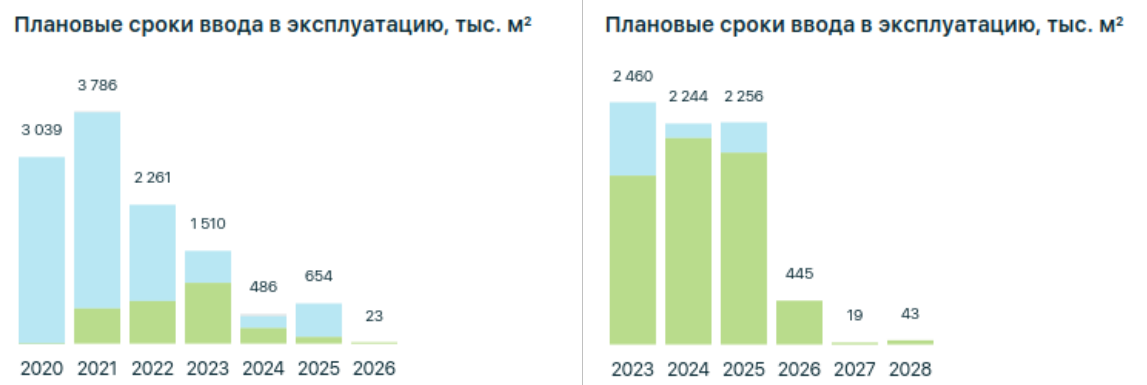 Плановые сроки ввода в эксплуатацию, тыс. м²
3 786
3 039
2 261
1 510
486
654
23
2020 2021 2022 2023 2024 2025 2026
Плановые сроки ввода в эксплуатацию, тыс. м²
2 460
2 244 2 256
445
19
43
2023 2024 2025 2026 2027 2028